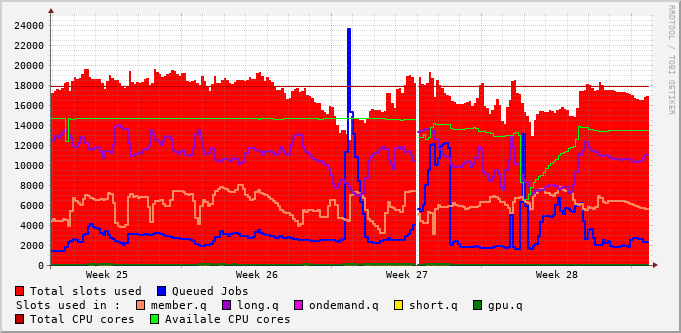 RRDTOOL / TOBI OETIKER
24000
22000
20000
18000
16000
14000
12000
10000
8000
6000
4000
2000
0
Week 25 Week 26 Week 27 Week 28
Total slots used Queued Jobs
Slots used in : member.q long.q ondemand.q short.q gpu.q
Total CPU cores Availale CPU cores